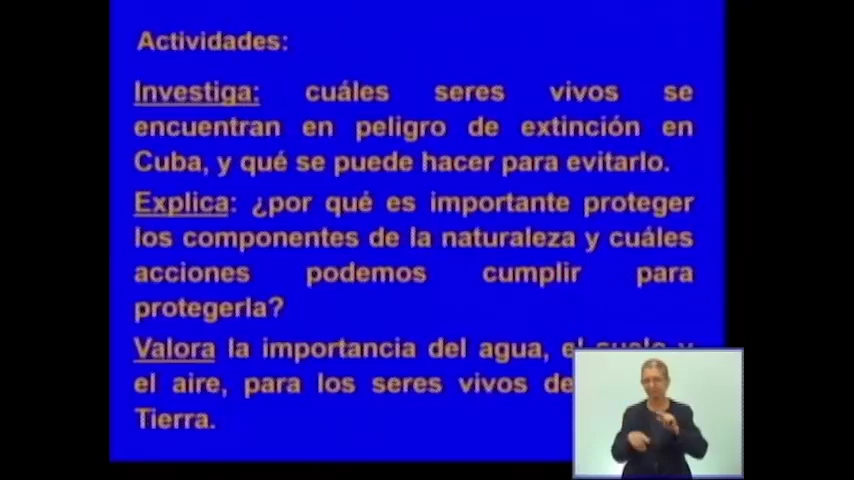 Actividades:
Investiga: cuáles seres vivos se
encuentran en peligro de extinción en
Cuba, y qué se puede hacer para evitarlo.
Explica: ¿por qué es importante proteger
los componentes de la naturaleza y cuáles
acciones podemos cumplir para
protegerla?
Valora la importancia del agua, el suelo y
el aire, para los seres vivos de
Tierra.